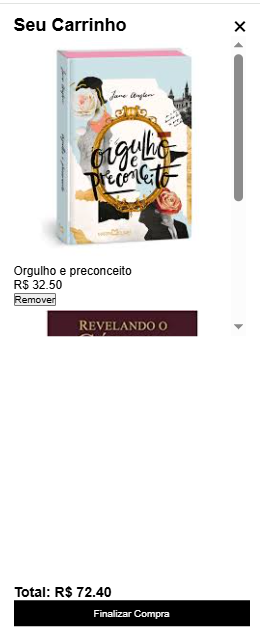 Seu Carrinho
Jane Austen
orgulho
e
preconceito
Orgulho e preconceito
R$ 32.50
Remover
REVELANDO O
Total: R$ 72.40
Finalizar Compra